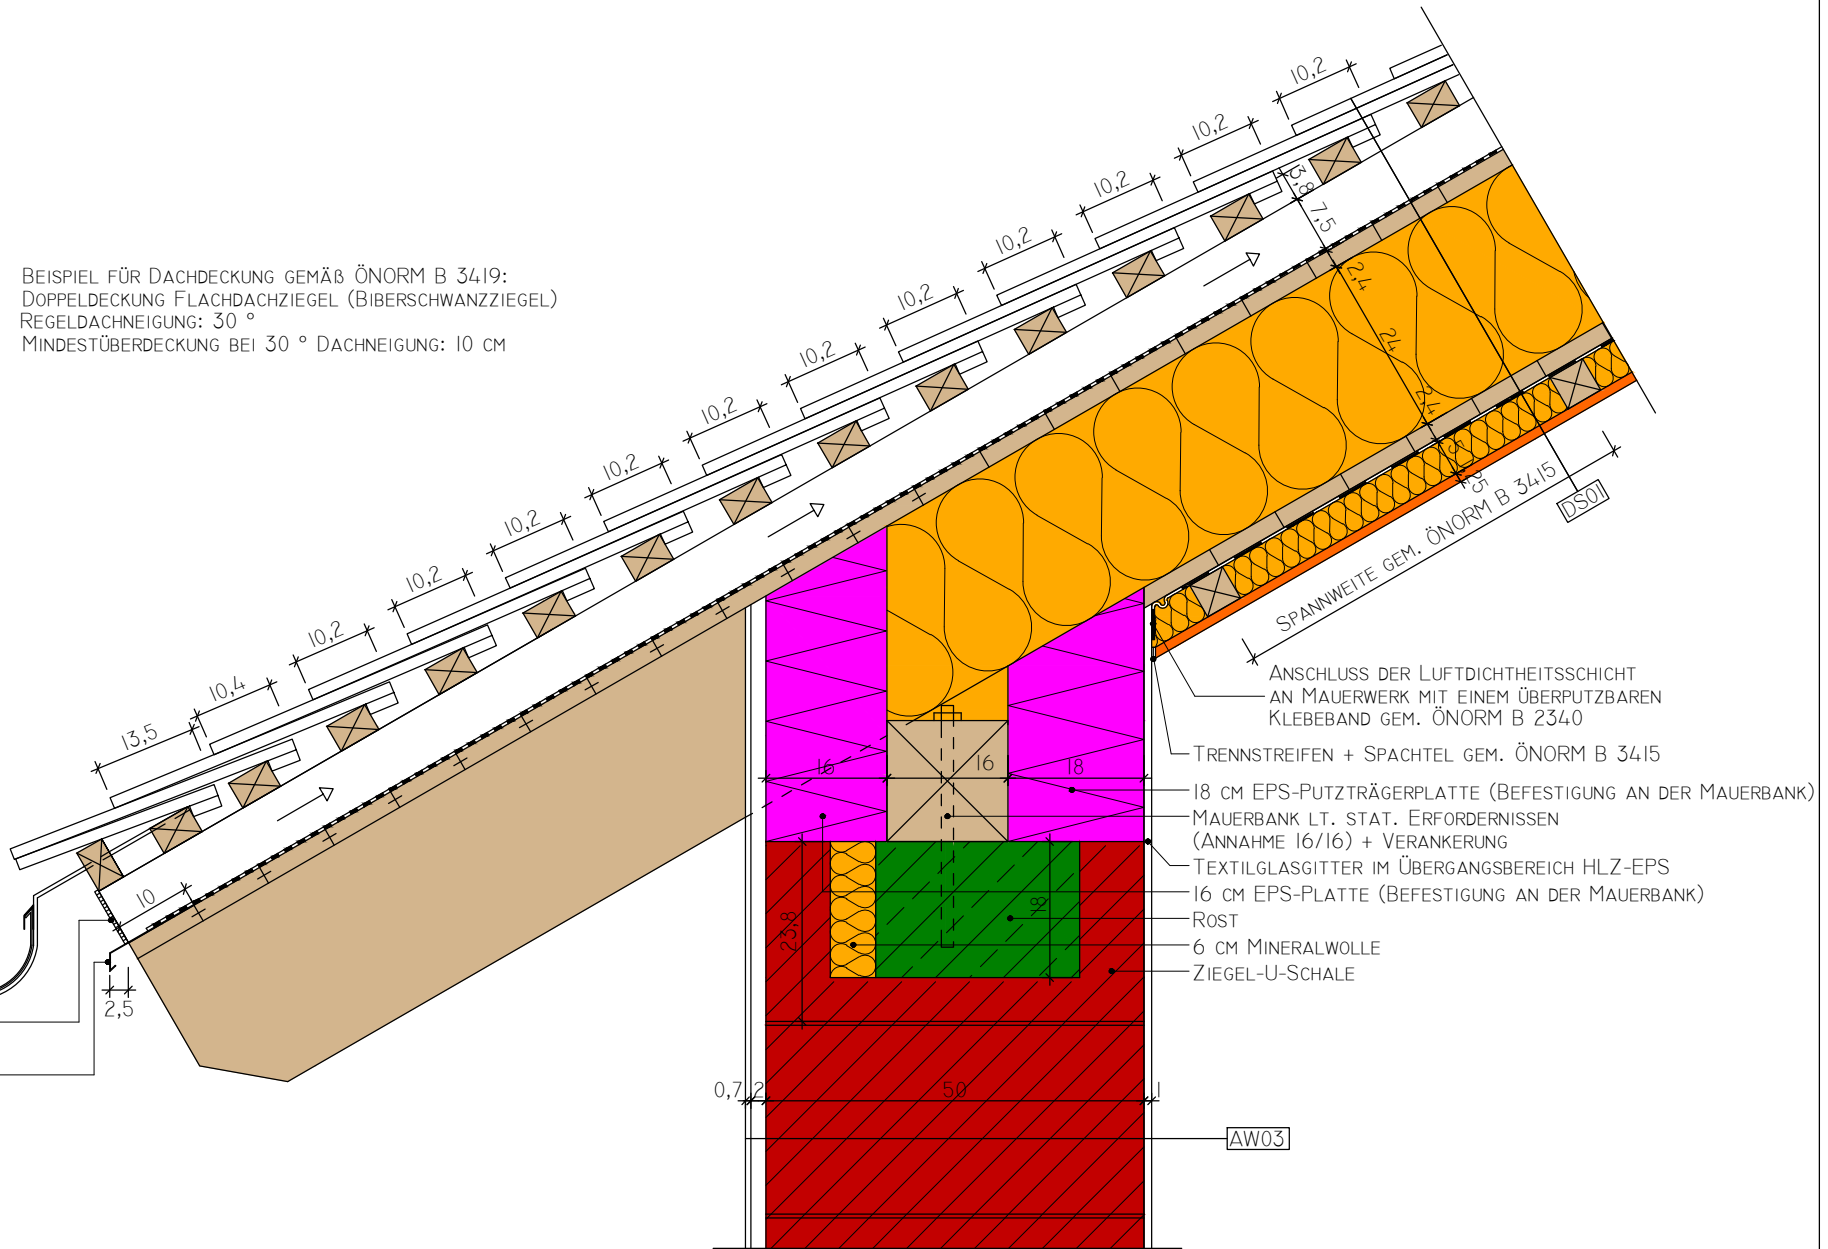 BEISPIEL FÜR DACHDECKUNG GEMÄß ÖNORM B 3419:
DOPPELDECKUNG FLACHDACHZIEGEL (BIBERSCHWANZZIEGEL)
REGELDACHNEIGUNG: 30 °
MINDESTÜBERDECKUNG BEI 30 ° DACHNEIGUNG: 10 CM
10,2
10,2
10,2
10,2
10,2
10,2
10,2
10,2
10,2
10,2
10,2
10,4
13,5
3,8
7,5
2,4
24
2,4
SPANNWEITE GEM. ÖNORM B 3415
DS01
ANSCHLUSS DER LUFTDICHTHEITSSCHICHT
AN MAUERWERK MIT EINEM ÜBERPUTZBAREN
KLEBEBAND GEM. ÖNORM B 2340
TRENNSTREIFEN + SPACHTEL GEM. ÖNORM B 3415
16
16
18
18 CM EPS-PUTZTRÄGERPLATTE (BEFESTIGUNG AN DER MAUERBANK)
MAUERBANK LT. STAT. ERFORDERNISSEN
(ANNAHME 16/16) + VERANKERUNG
TEXTILGLASGITTER IM ÜBERGANGSBEREICH HLZ-EPS
16 CM EPS-PLATTE (BEFESTIGUNG AN DER MAUERBANK)
ROST
6 CM MINERALWOLLE
ZIEGEL-U-SCHALE
10
2,5
23,8
18
0,7
2
50
1
AW03